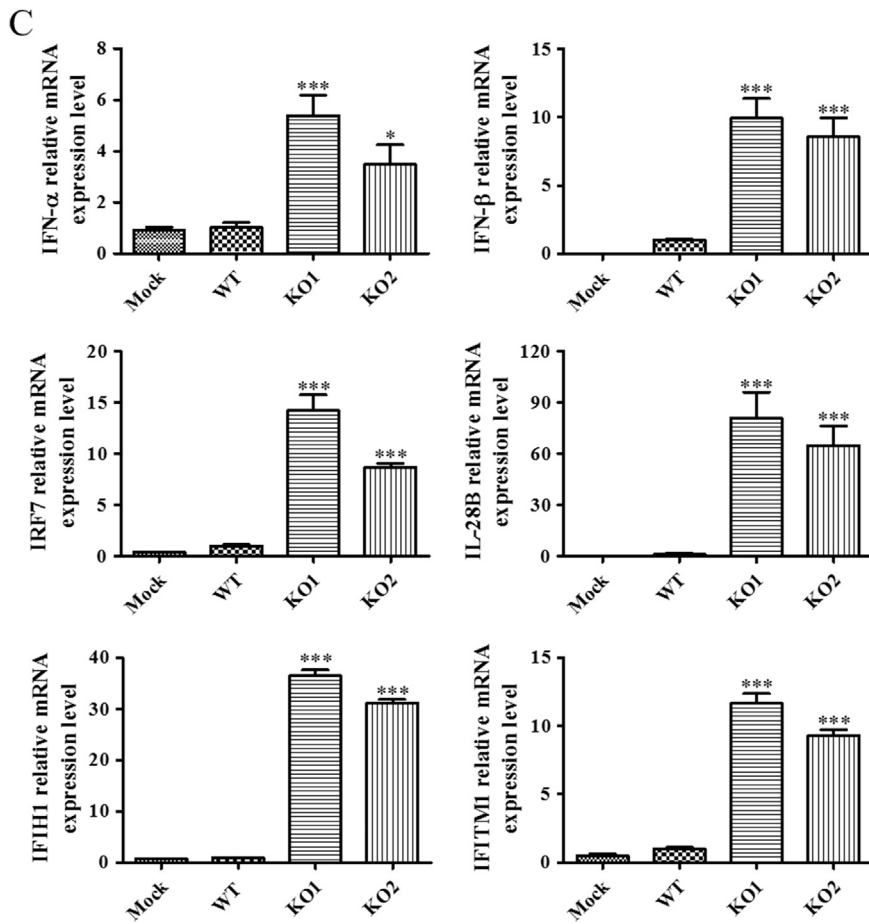 C
IFN-α relative mRNA
expression level
8
6
4
2
0
***
*
Mock
WT
KO1
KO2
IFN-β relative mRNA
expression level
15
10
5
0
***
***
Mock
WT
KO1
KO2
IRF7 relative mRNA
expression level
20
15
10
5
0
***
***
Mock
WT
KO1
KO2
IL-28B relative mRNA
expression level
120
90
60
30
0
***
***
Mock
WT
KO1
KO2
IFIH1 relative mRNA
expression level
40
30
20
10
0
***
***
Mock
WT
KO1
KO2
IFITM1 relative mRNA
expression level
15
10
5
0
***
***
Mock
WT
KO1
KO2